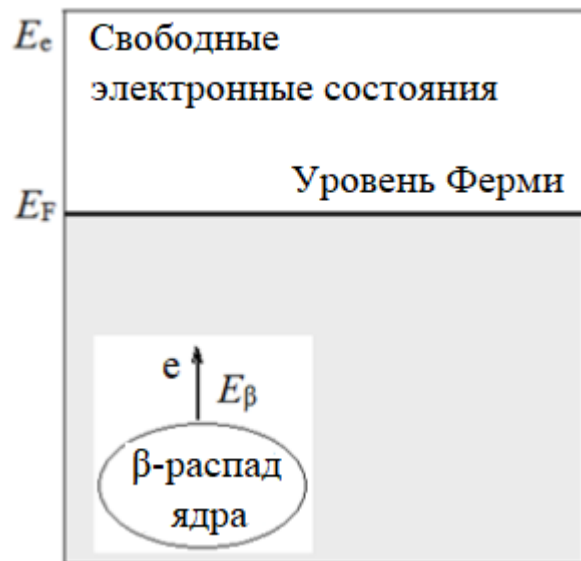 E_e Свободные
электронные состояния
Уровень Ферми
E_F
e E_β
β-распад
ядра